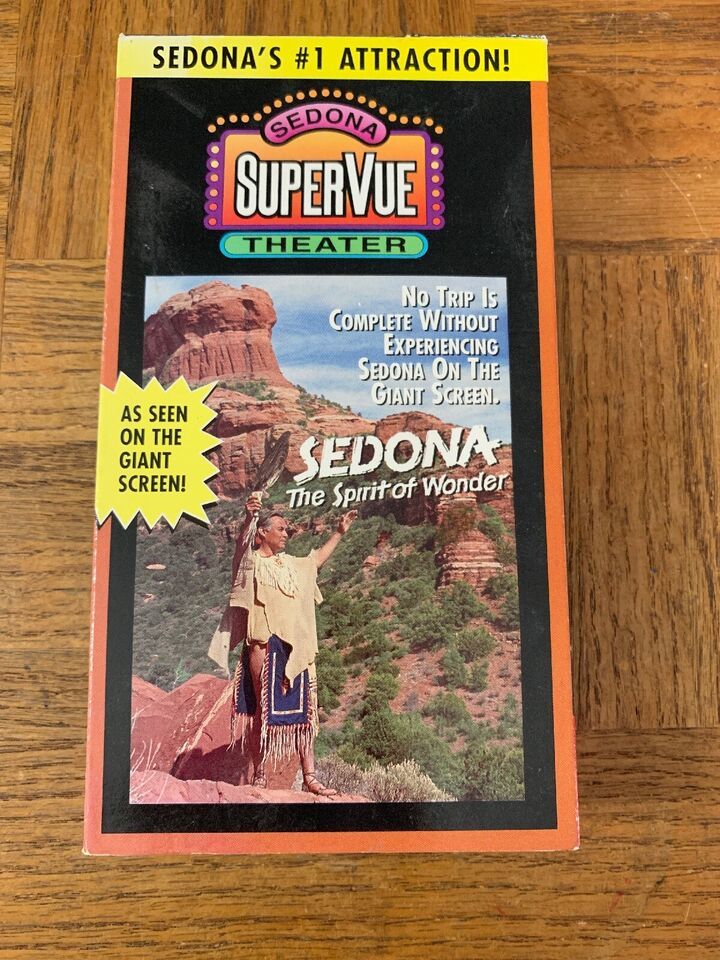 SEDONA'S #1 ATTRACTION!
SEDONA
SUPERVUE
THEATER
NO TRIP IS
COMPLETE WITHOUT
EXPERIENCING
SEDONA ON THE
GIANT SCREEN.
AS SEEN
ON THE
GIANT
SCREEN!
SEDONA
The Spirit of Wonder